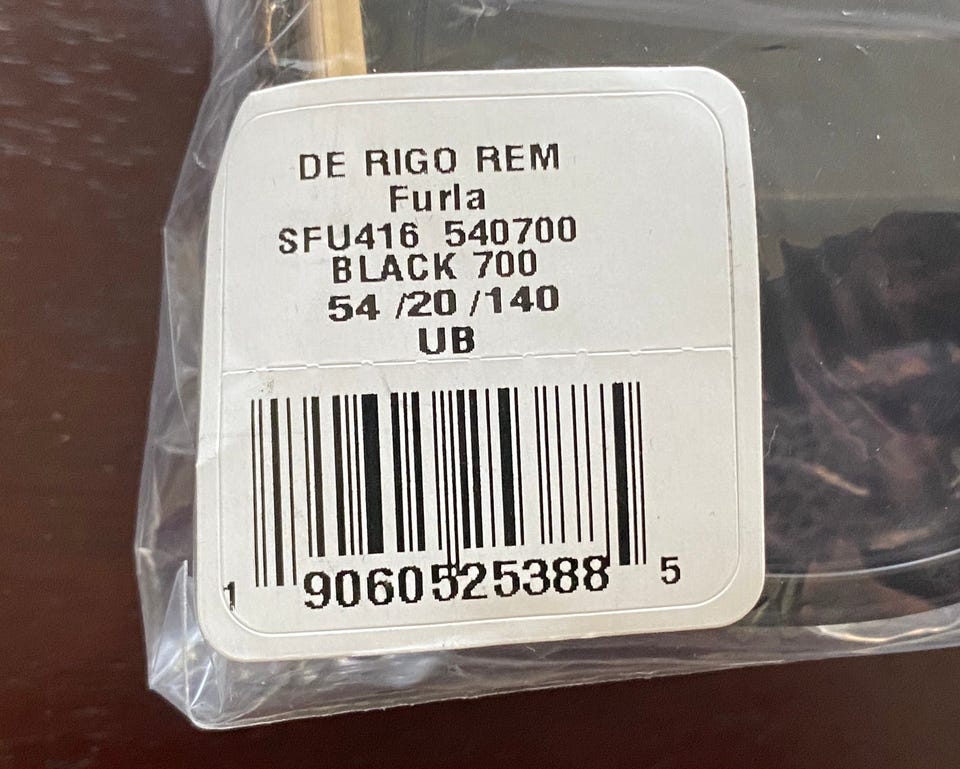 DE RIGO REM
Furla
SFU416 540700
BLACK 700
54 /20 /140
UB
1 9060525388 5